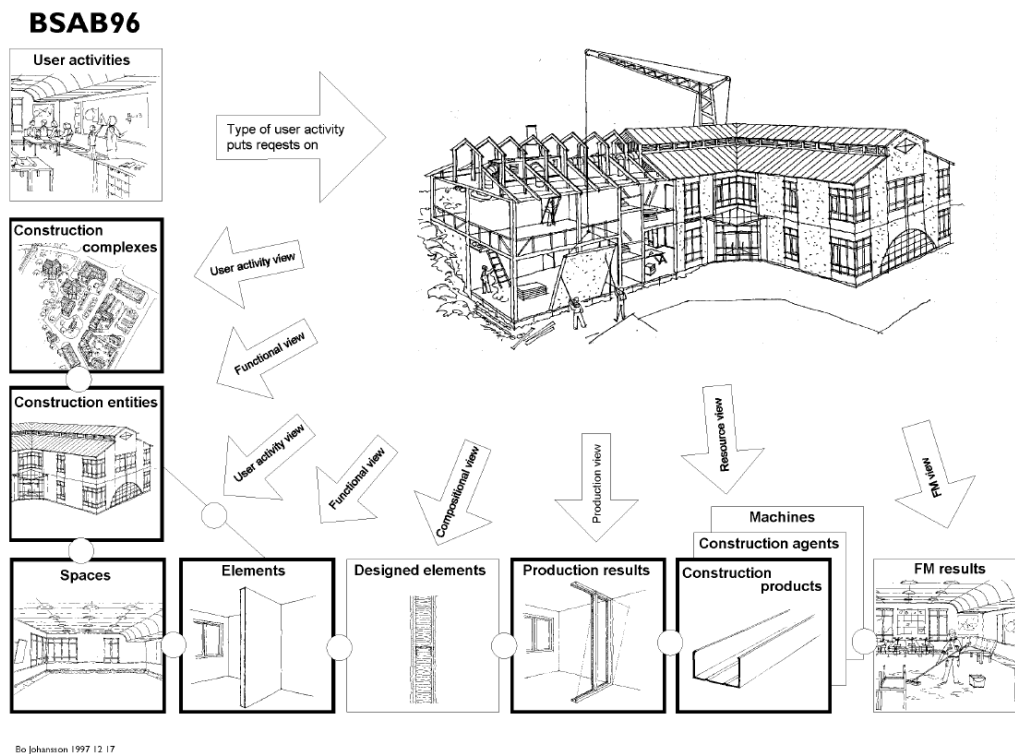 BSAB96
User activities
Type of user activity
puts reqests on
Construction
complexes
User activity view
Functional view
Construction entities
User activity view
Functional view
Compositional view
Production view
Resource view
FM view
Machines
Construction agents
Spaces
Elements
Designed elements
Production results
Construction
products
FM results
Bo Johansson 1997 12 17